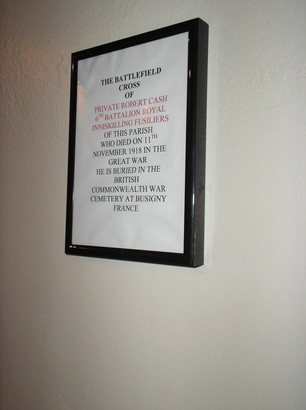 THE BATTLEFIELD
CROSS
OF
PRIVATE ROBERT CASH
6TH BATTALION ROYAL
INNISKILLING FUSILIERS
OF THIS PARISH
WHO DIED ON 11TH
NOVEMBER 1918 IN THE
GREAT WAR
HE IS BURIED IN THE
BRITISH
COMMONWEALTH WAR
CEMETERY AT BUSIGNY
FRANCE